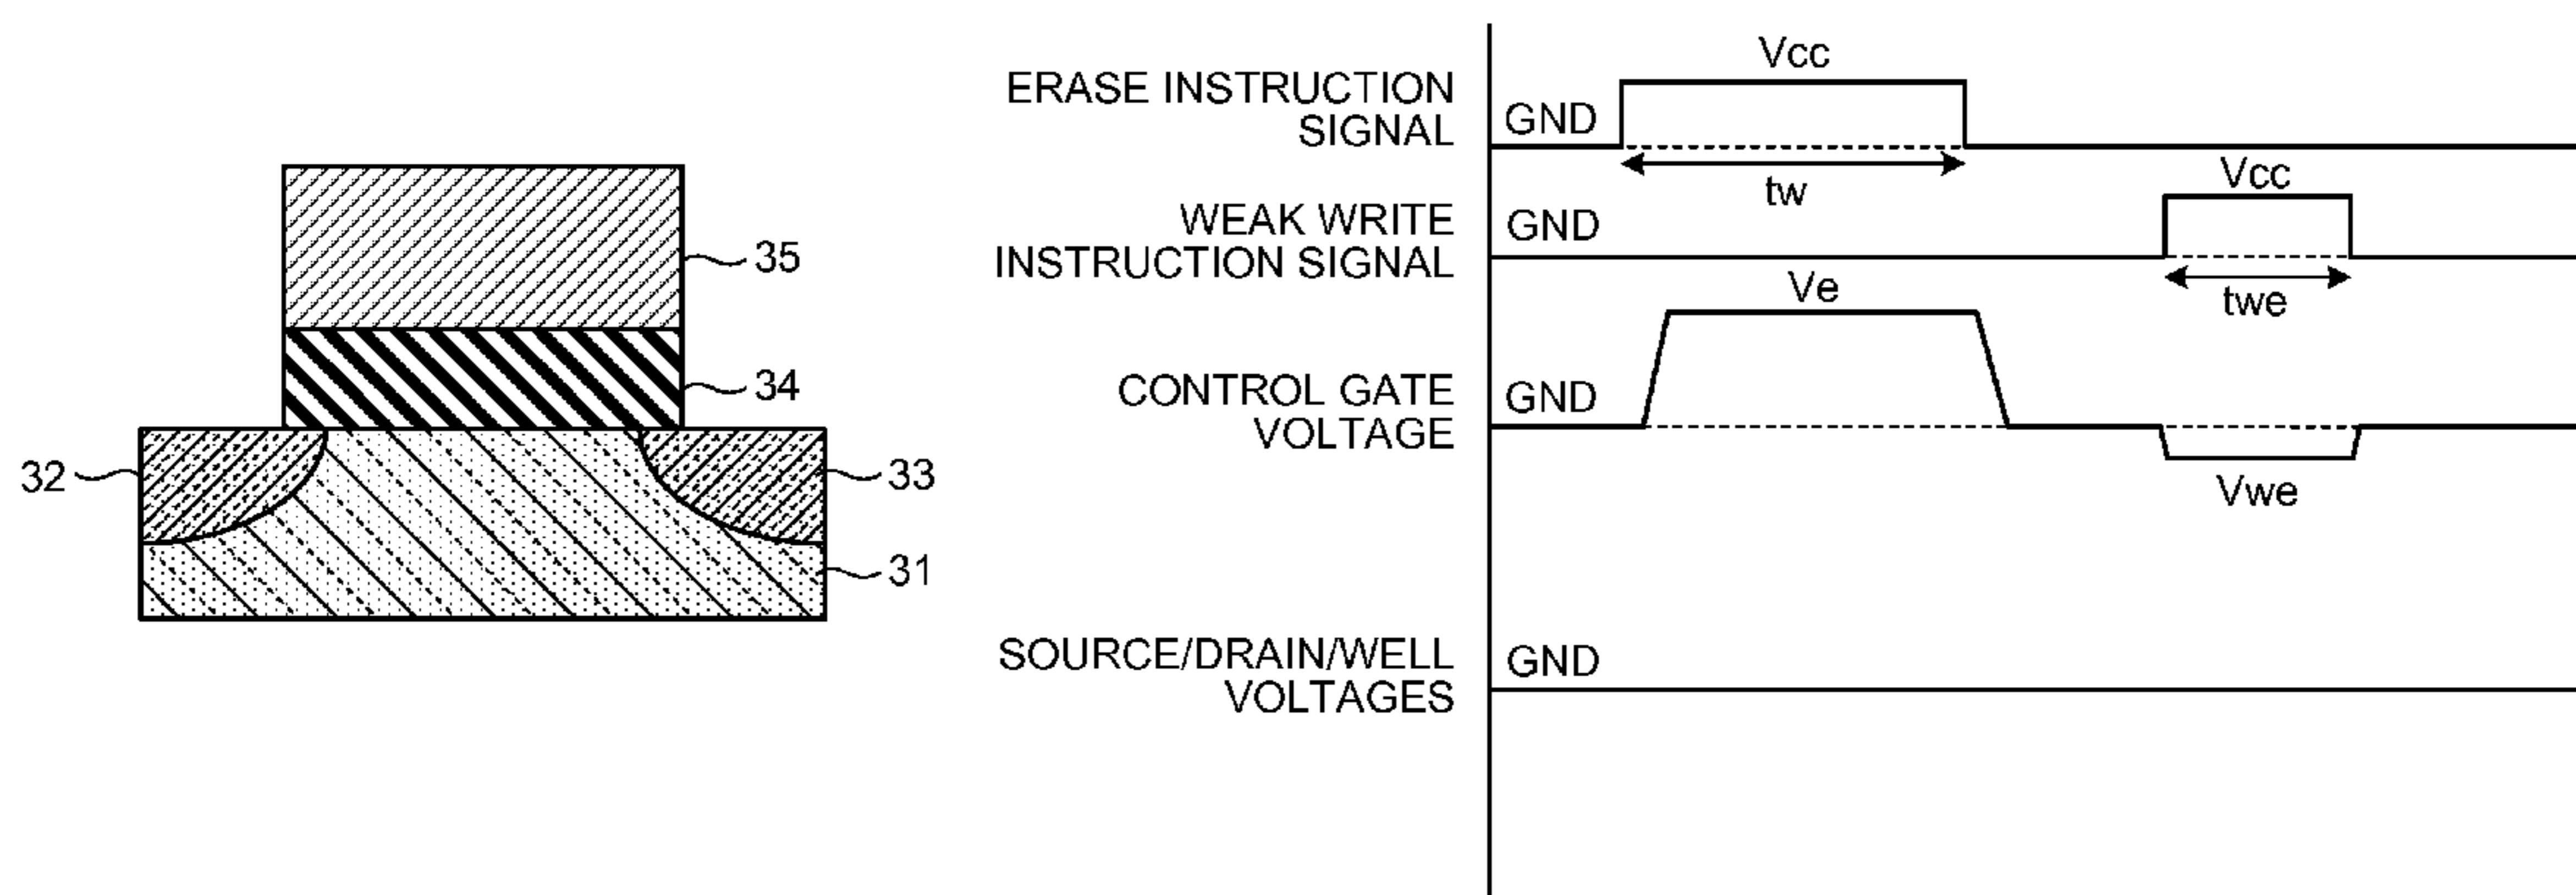 35
34
32
33
31
ERASE INSTRUCTION
SIGNAL
GND
Vcc
tw
WEAK WRITE
INSTRUCTION SIGNAL
GND
Vcc
twe
CONTROL GATE
VOLTAGE
GND
Ve
Vwe
SOURCE/DRAIN/WELL
VOLTAGES
GND